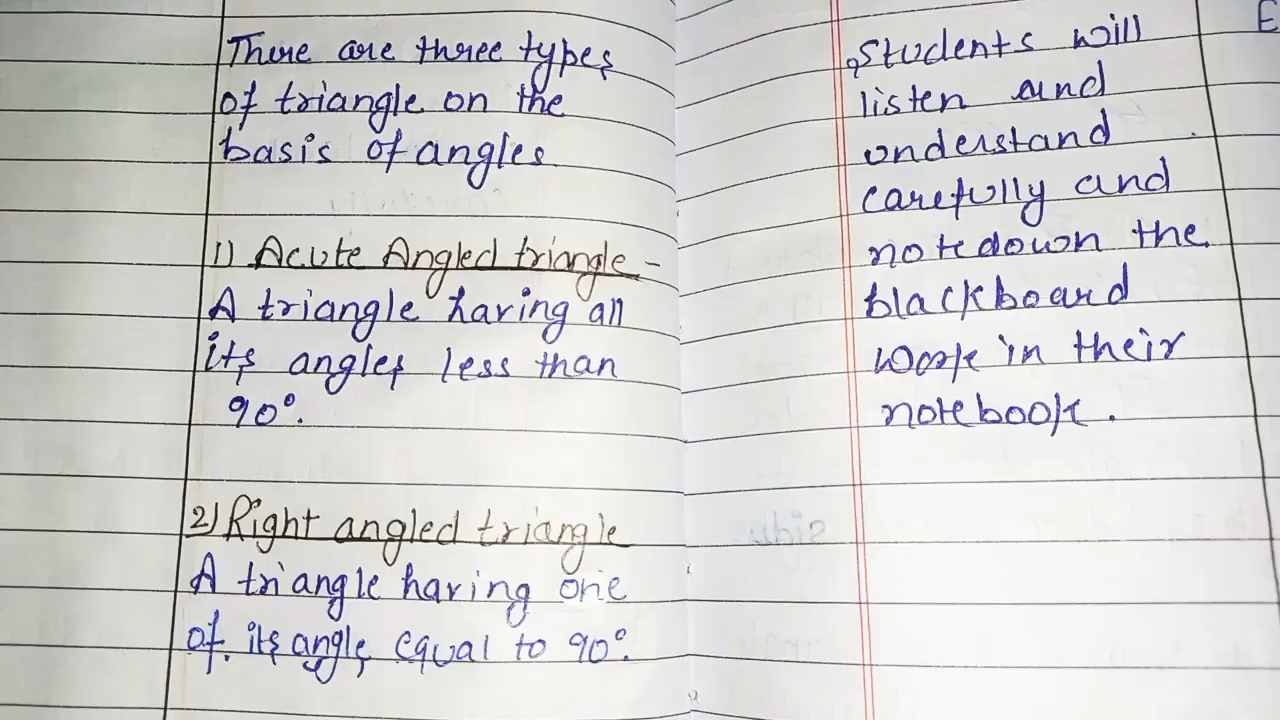 There are three types
of triangle on the
basis of angles
1) Acute Angled triangle -
A triangle having all
its angles less than
90°.
2) Right angled triangle
A triangle having one
of its angle equal to 90°.
Students will
listen and
understand
carefully and
notedown the
blackboard
work in their
notebook.
E